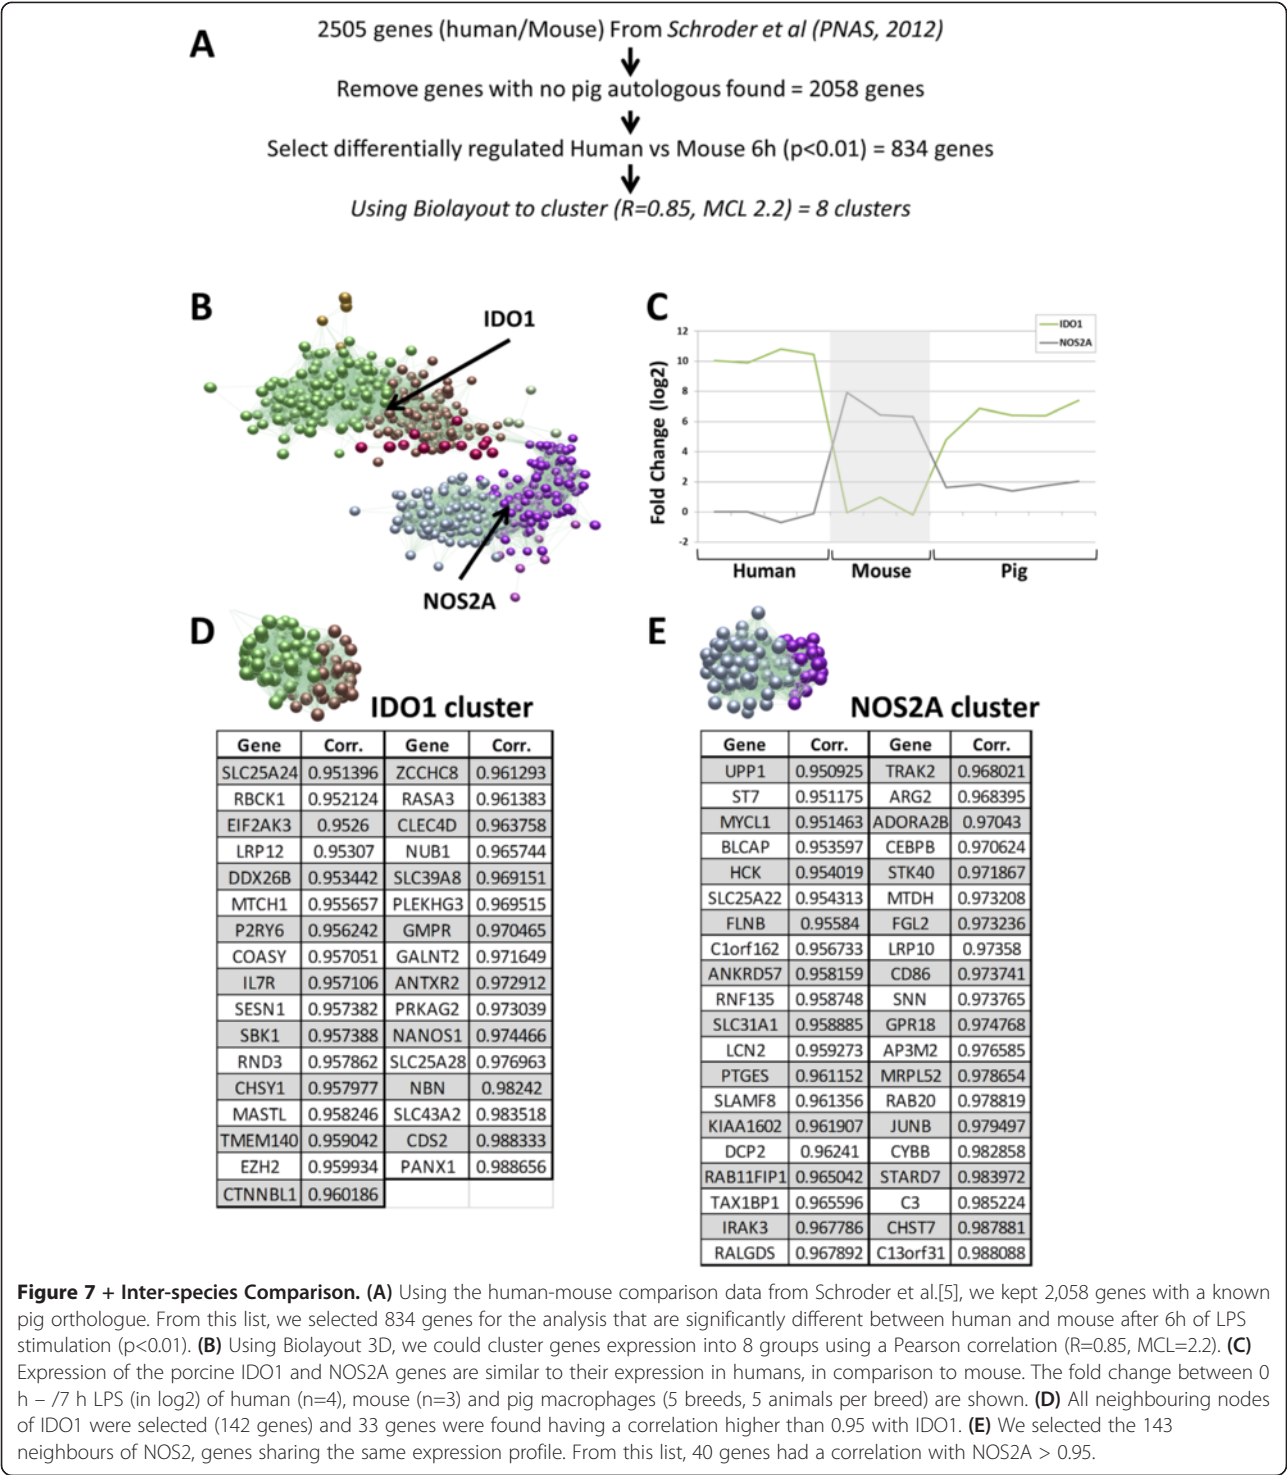 A
2505 genes (human/Mouse) From Schroder et al (PNAS, 2012)
Remove genes with no pig autologous found = 2058 genes
Select differentially regulated Human vs Mouse 6h (p<0.01) = 834 genes
Using Biolayout to cluster (R=0.85, MCL 2.2) = 8 clusters
B
IDO1
NOS2A
C
IDO1
NOS2A
Fold Change (log2)
12
10
8
6
4
2
0
-2
Human Mouse Pig
D
IDO1 cluster
Gene Corr. Gene Corr.
SLC25A24 0.951396 ZCCHC8 0.961293
RBCK1 0.952124 RASA3 0.961383
EIF2AK3 0.9526 CLEC4D 0.963758
LRP12 0.95307 NUB1 0.965744
DDX26B 0.953442 SLC39A8 0.969151
MTCH1 0.955657 PLEKHG3 0.969515
P2RY6 0.956242 GMPR 0.970465
COASY 0.957051 GALNT2 0.971649
IL7R 0.957106 ANTXR2 0.972912
SESN1 0.957382 PRKAG2 0.973039
SBK1 0.957388 NANOS1 0.974466
RND3 0.957862 SLC25A28 0.976963
CHSY1 0.957977 NBN 0.98242
MASTL 0.958246 SLC43A2 0.983518
TMEM140 0.959042 CDS2 0.988333
EZH2 0.959934 PANX1 0.988656
CTNNBL1 0.960186
E
NOS2A cluster
Gene Corr. Gene Corr.
UPP1 0.950925 TRAK2 0.968021
ST7 0.951175 ARG2 0.968395
MYCL1 0.951463 ADORA2B 0.97043
BLCAP 0.953597 CEBPB 0.970624
HCK 0.954019 STK40 0.971867
SLC25A22 0.954313 MTDH 0.973208
FLNB 0.95584 FGL2 0.973236
C1orf162 0.956733 LRP10 0.97358
ANKRD57 0.958159 CD86 0.973741
RNF135 0.958748 SNN 0.973765
SLC31A1 0.958885 GPR18 0.974768
LCN2 0.959273 AP3M2 0.976585
PTGES 0.961152 MRPL52 0.978654
SLAMF8 0.961356 RAB20 0.978819
KIAA1602 0.961907 JUNB 0.979497
DCP2 0.96241 CYBB 0.982858
RAB11FIP1 0.965042 STARD7 0.983972
TAX1BP1 0.965596 C3 0.985224
IRAK3 0.967786 CHST7 0.987881
RALGDS 0.967892 C13orf31 0.988088
Figure 7 + Inter-species Comparison. (A) Using the human-mouse comparison data from Schroder et al.[5], we kept 2,058 genes with a known
pig orthologue. From this list, we selected 834 genes for the analysis that are significantly different between human and mouse after 6h of LPS
stimulation (p<0.01). (B) Using Biolayout 3D, we could cluster genes expression into 8 groups using a Pearson correlation (R=0.85, MCL=2.2). (C)
Expression of the porcine IDO1 and NOS2A genes are similar to their expression in humans, in comparison to mouse. The fold change between 0
h – /7 h LPS (in log2) of human (n=4), mouse (n=3) and pig macrophages (5 breeds, 5 animals per breed) are shown. (D) All neighbouring nodes
of IDO1 were selected (142 genes) and 33 genes were found having a correlation higher than 0.95 with IDO1. (E) We selected the 143
neighbours of NOS2, genes sharing the same expression profile. From this list, 40 genes had a correlation with NOS2A > 0.95.